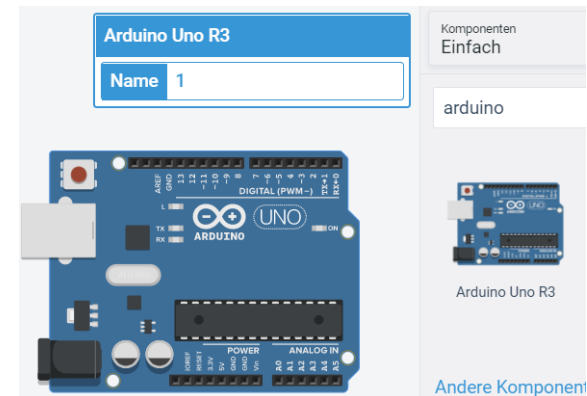 Arduino Uno R3
Name 1
Komponenten
Einfach
arduino
Arduino Uno R3
Andere Komponent
AREF
GND
13
12
~11
~10
~9
8
7
~6
~5
4
~3
2
TX→1
RX←0
DIGITAL (PWM~)
L
TX
RX
ARDUINO
UNO
ON
POWER
ANALOG IN
IOREF
RESET
3.3V
5V
GND
GND
Vin
A0
A1
A2
A3
A4
A5